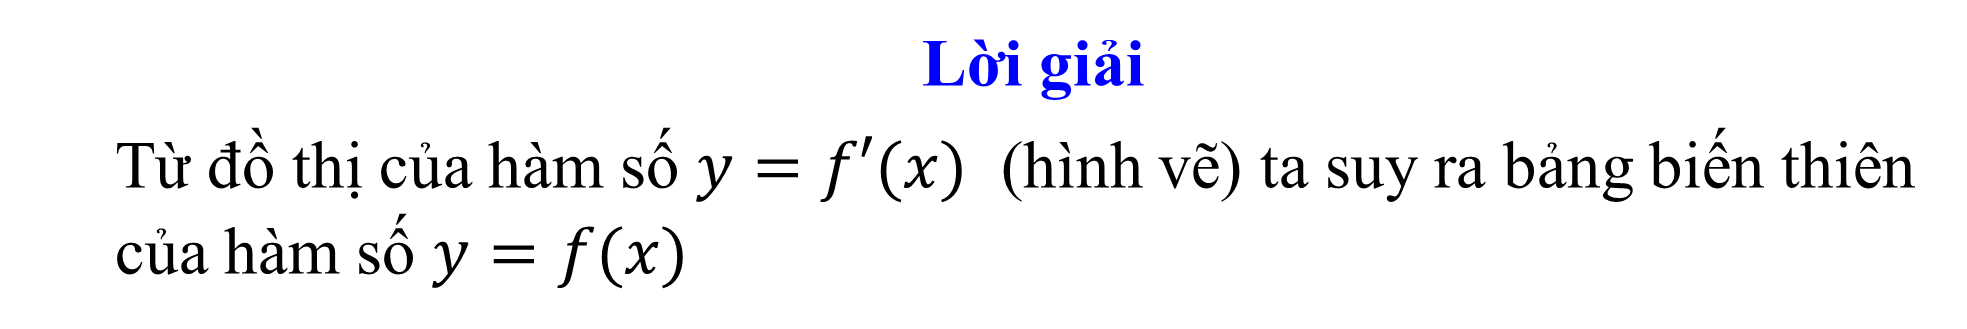 Lời giải
Từ đồ thị của hàm số y = f′(x) (hình vẽ) ta suy ra bảng biến thiên
của hàm số y = f(x)